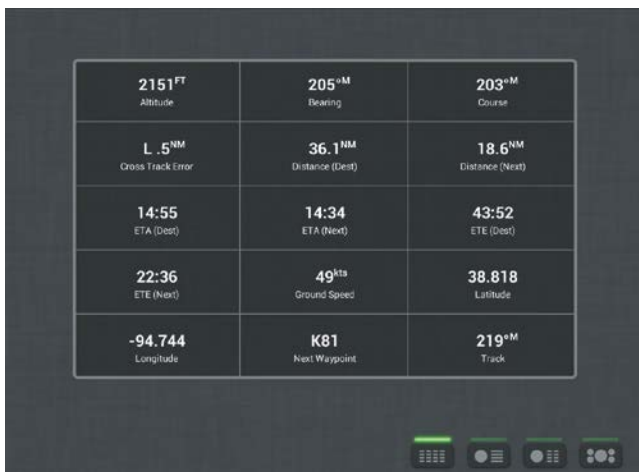 2151FT 205°M 203°M
Altitude Bearing Course
L .5NM 36.1NM 18.6NM
Cross Track Error Distance (Dest) Distance (Next)
14:55 14:34 43:52
ETA (Dest) ETA (Next) ETE (Dest)
22:36 49kts 38.818
ETE (Next) Ground Speed Latitude
-94.744 K81 219°M
Longitude Next Waypoint Track